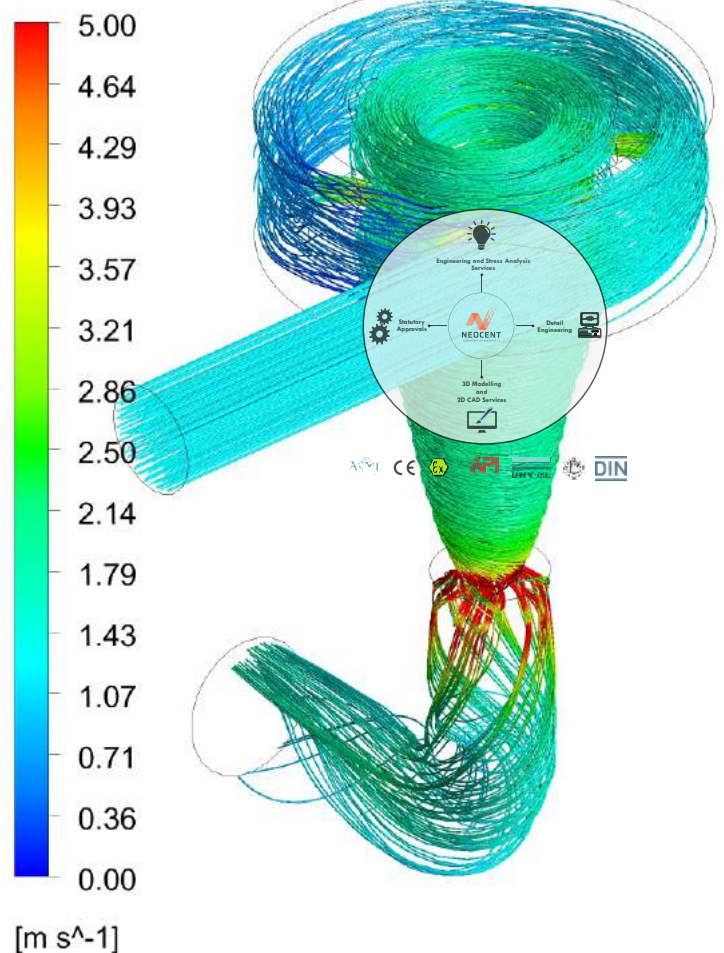 5.00
4.64
4.29
3.93
3.57
3.21
2.86
2.50
2.14
1.79
1.43
1.07
0.71
0.36
0.00
[m s^-1]
Engineering and Stress Analysis
Services
Statutory
Approvals
NEOCENT
Detail
Engineering
3D Modelling
and
2D CAD Services
CE
Ex
API
DIN